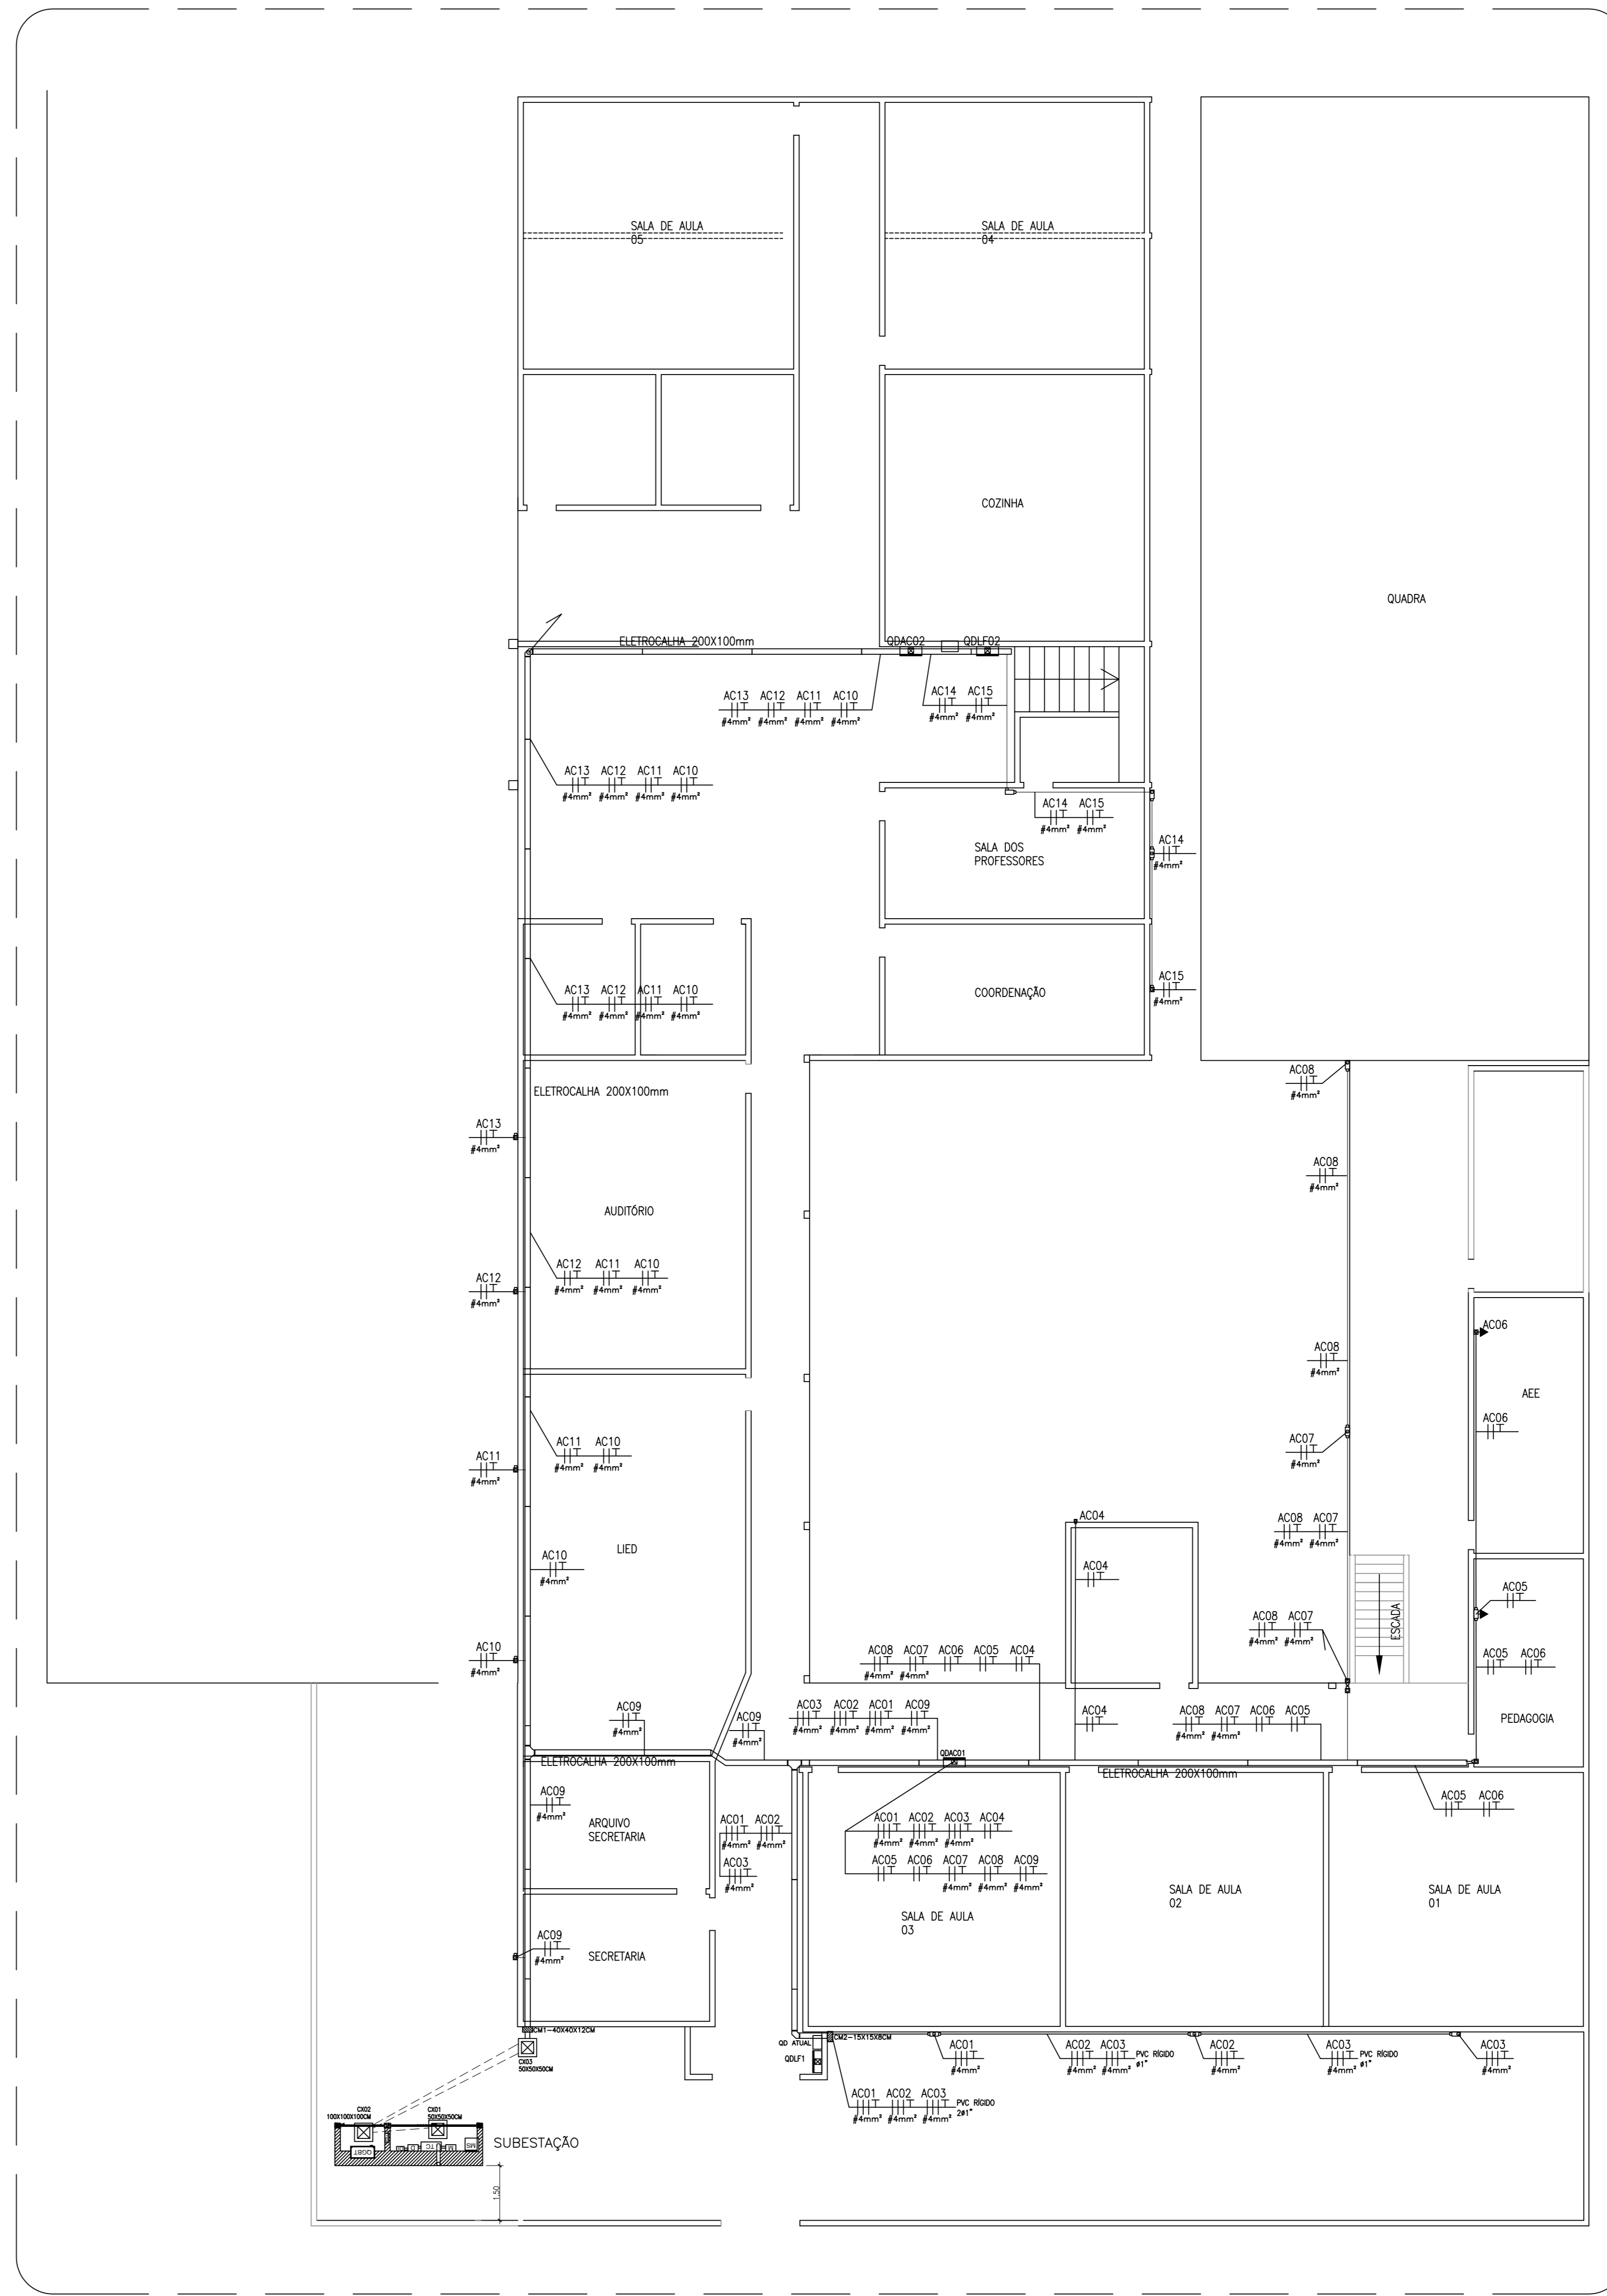 SALA DE AULA
05
SALA DE AULA
04
COZINHA
QUADRA
ELETROCALHA 200X100mm
QDAC02
QDLF02
AC13 AC12 AC11 AC10
#4mm² #4mm² #4mm² #4mm²
AC14 AC15
#4mm² #4mm²
AC13 AC12 AC11 AC10
#4mm² #4mm² #4mm² #4mm²
AC14 AC15
#4mm² #4mm²
SALA DOS
PROFESSORES
AC14
#4mm²
AC13 AC12 AC11 AC10
#4mm² #4mm² #4mm² #4mm²
COORDENAÇÃO
AC15
#4mm²
ELETROCALHA 200X100mm
AC08
#4mm²
AC13
#4mm²
AC08
#4mm²
AUDITÓRIO
AC12
#4mm²
AC12 AC11 AC10
#4mm² #4mm² #4mm²
AC06
AC08
#4mm²
AEE
AC06
AC11
#4mm²
AC11 AC10
#4mm² #4mm²
AC07
#4mm²
AC04
AC08 AC07
#4mm² #4mm²
LIED
AC10
#4mm²
AC04
AC05
AC08 AC07
#4mm² #4mm²
ESCADA
AC10
#4mm²
AC08 AC07 AC06 AC05 AC04
#4mm² #4mm²
AC05 AC06
AC09
#4mm²
AC09
#4mm²
AC03 AC02 AC01 AC09
#4mm² #4mm² #4mm² #4mm²
AC04
AC08 AC07 AC06 AC05
#4mm² #4mm²
PEDAGOGIA
QDAC01
ELETROCALHA 200X100mm
ELETROCALHA 200X100mm
AC09
#4mm²
ARQUIVO
SECRETARIA
AC01 AC02
#4mm² #4mm²
AC03
#4mm²
AC01 AC02 AC03 AC04
#4mm² #4mm² #4mm²
AC05 AC06 AC07 AC08 AC09
#4mm² #4mm² #4mm²
AC05 AC06
SALA DE AULA
03
SALA DE AULA
02
SALA DE AULA
01
AC09
#4mm²
SECRETARIA
CM1-40X40X12CM
QD ATUAL
CM2-15X15X8CM
QDLF1
CX03
50X50X50CM
AC01
#4mm²
AC02 AC03 PVC RÍGIDO
#4mm² #4mm² ø1"
AC02
#4mm²
AC03 PVC RÍGIDO
#4mm² ø1"
AC03
#4mm²
AC01 AC02 AC03 PVC RÍGIDO
#4mm² #4mm² #4mm² 2ø1"
CX02
100X100X100CM
CX01
50X50X50CM
QGBT
TC
MS
SUBESTAÇÃO
1.50